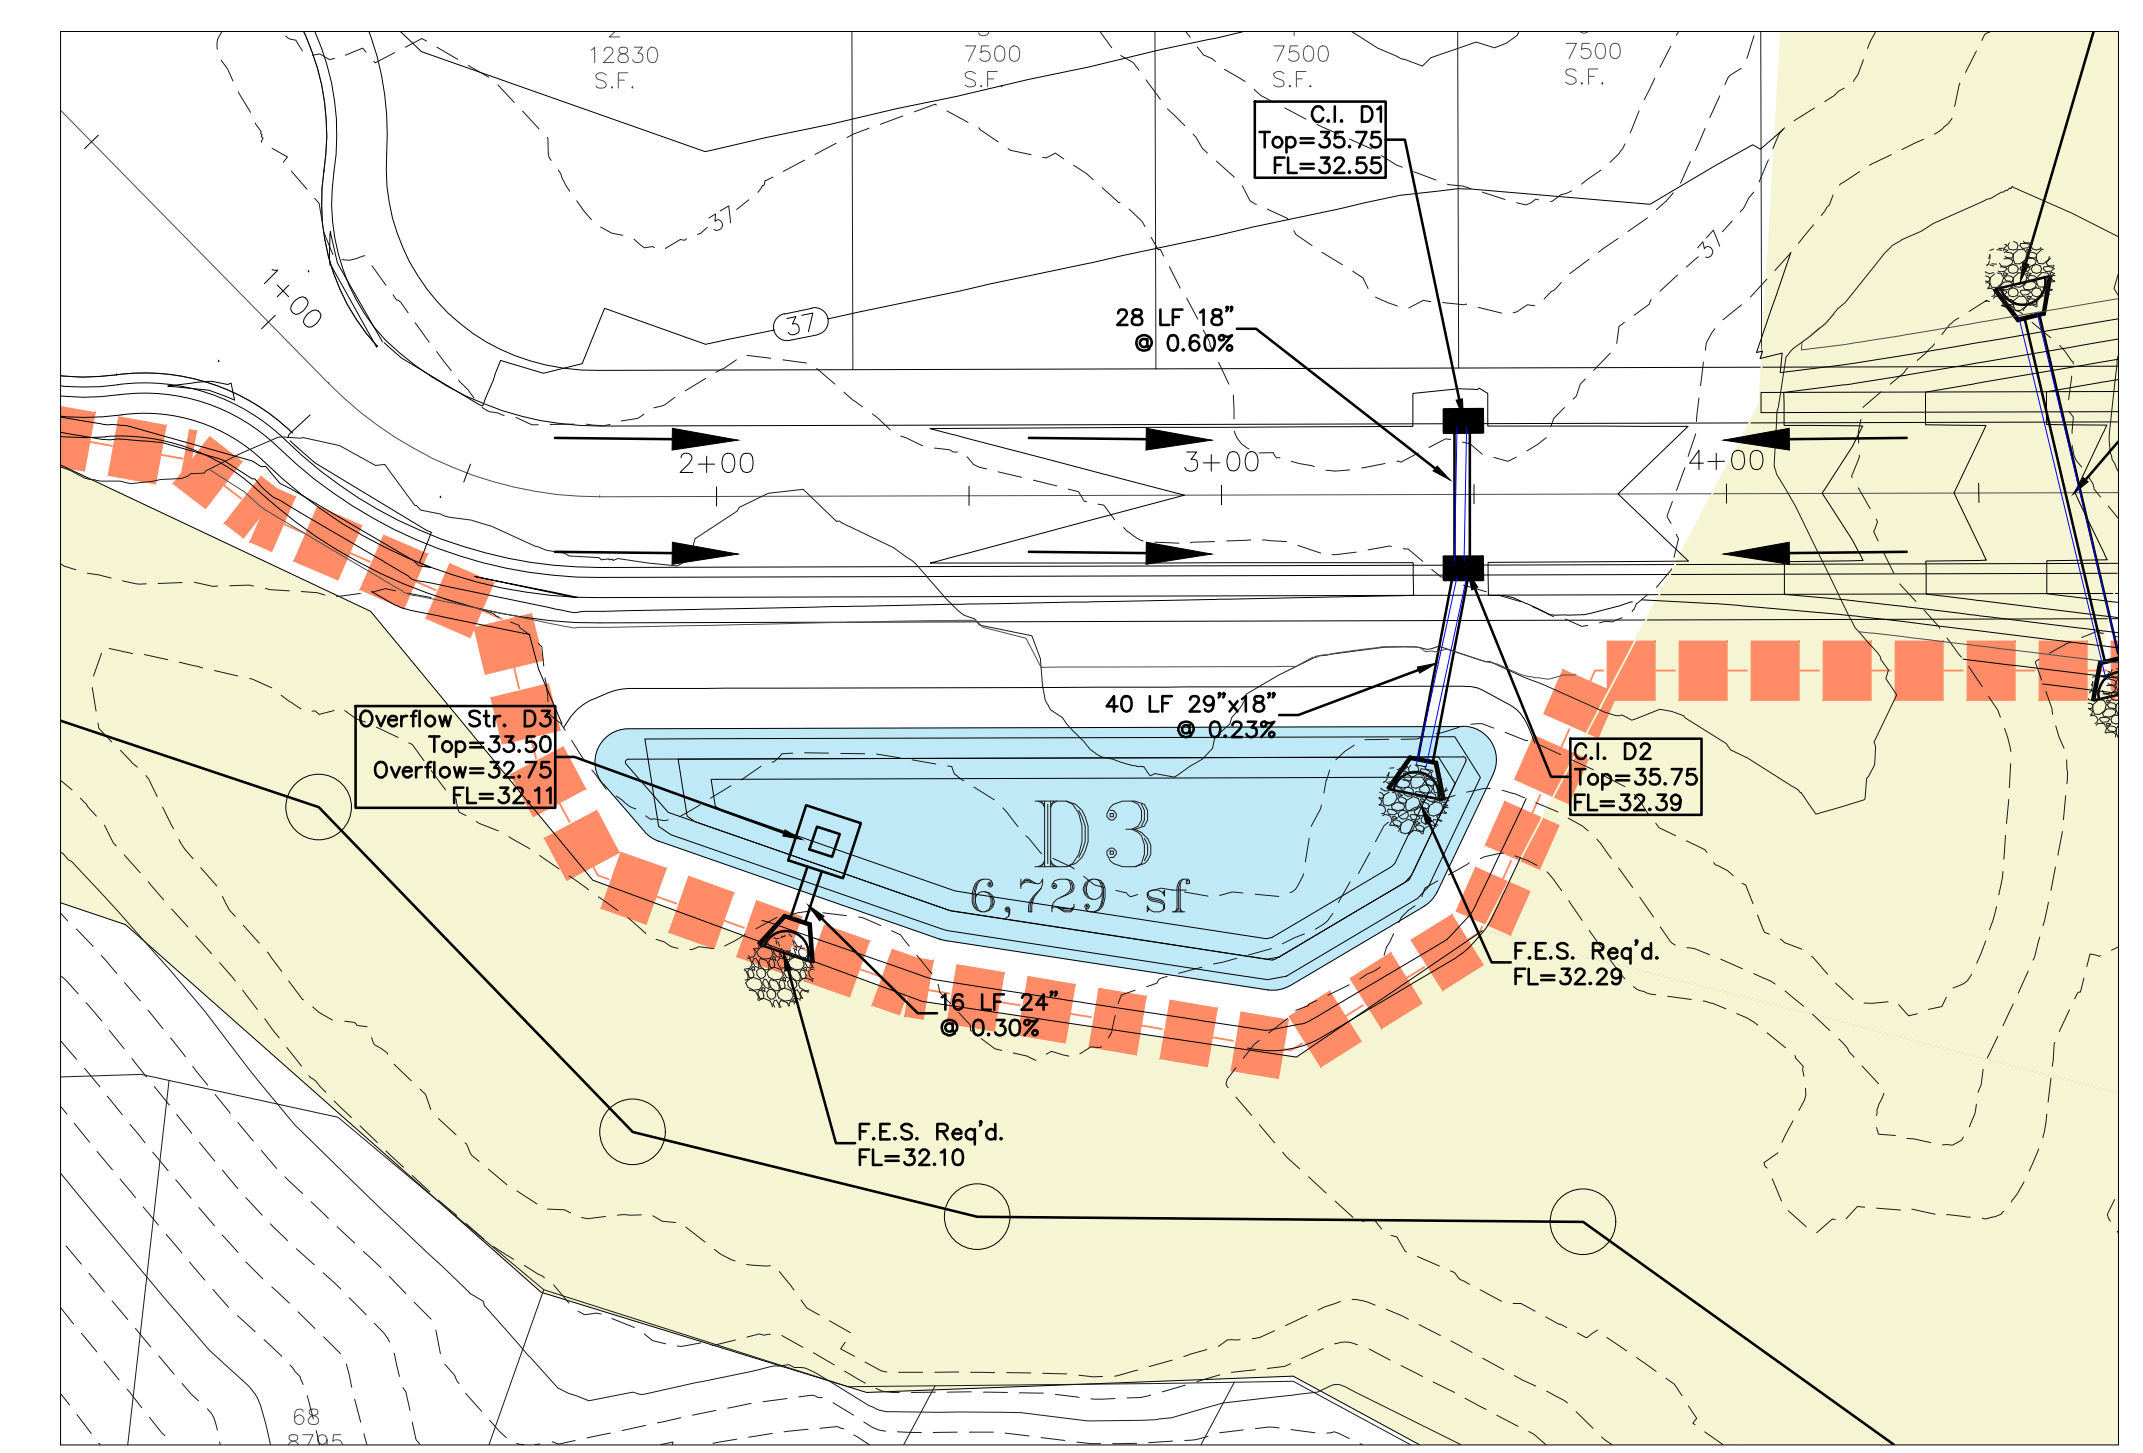 12830
S.F.
7500
S.F.
7500
S.F.
7500
S.F.
C.I. D1
Top=35.75
FL=32.55
37
37
37
1+00
28 LF 18"
@ 0.60%
2+00
3+00
4+00
40 LF 29"x18"
@ 0.23%
Overflow Str. D3
Top=33.50
Overflow=32.75
FL=32.11
C.I. D2
Top=35.75
FL=32.39
D3
6,729 sf
F.E.S. Req'd.
FL=32.29
16 LF 24"
@ 0.30%
F.E.S. Req'd.
FL=32.10
68
8795